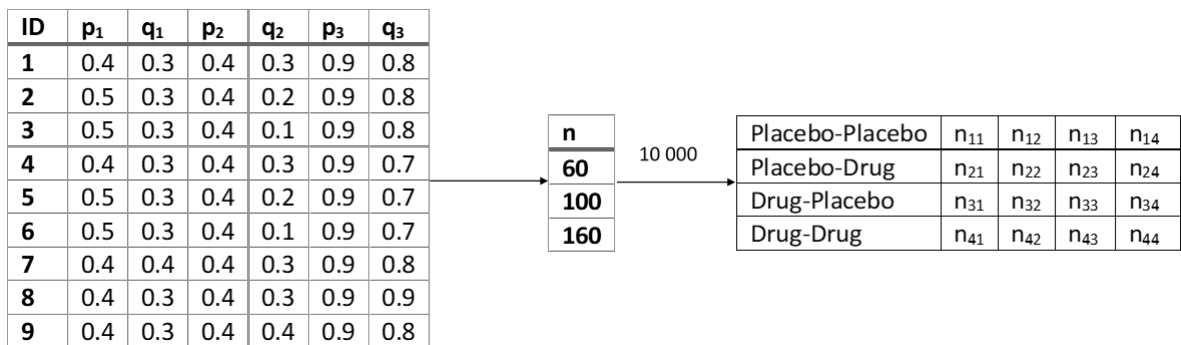 ID p₁ q₁ p₂ q₂ p₃ q₃
1 0.4 0.3 0.4 0.3 0.9 0.8
2 0.5 0.3 0.4 0.2 0.9 0.8
3 0.5 0.3 0.4 0.1 0.9 0.8
4 0.4 0.3 0.4 0.3 0.9 0.7
5 0.5 0.3 0.4 0.2 0.9 0.7
6 0.5 0.3 0.4 0.1 0.9 0.7
7 0.4 0.4 0.4 0.3 0.9 0.8
8 0.4 0.3 0.4 0.3 0.9 0.9
9 0.4 0.3 0.4 0.4 0.9 0.8
n
60
100
160
10 000
Placebo-Placebo n₁₁ n₁₂ n₁₃ n₁₄
Placebo-Drug n₂₁ n₂₂ n₂₃ n₂₄
Drug-Placebo n₃₁ n₃₂ n₃₃ n₃₄
Drug-Drug n₄₁ n₄₂ n₄₃ n₄₄